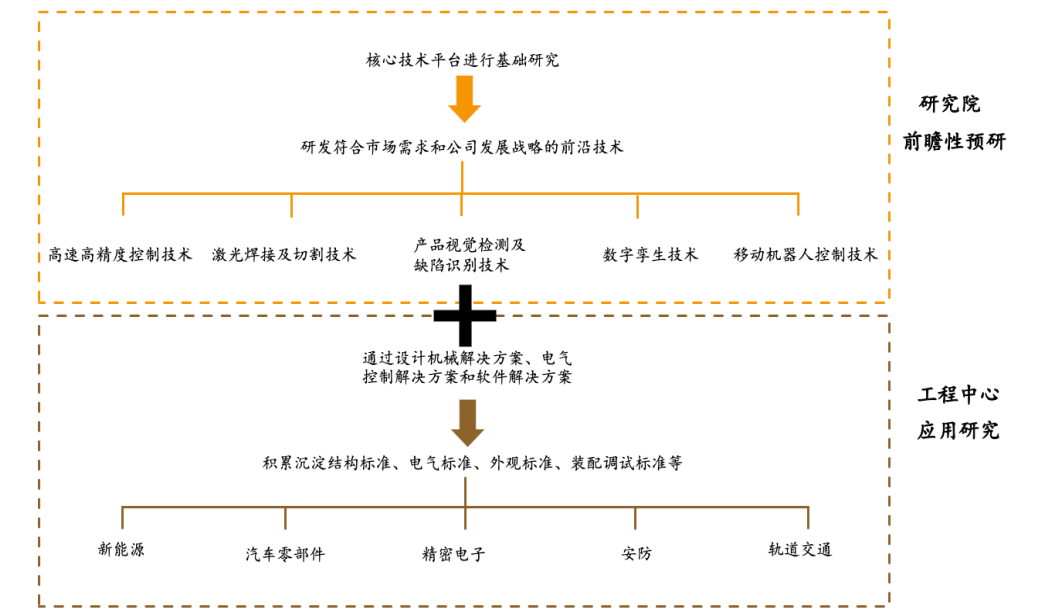 核心技术平台进行基础研究
研究院
前瞻性预研
研发符合市场需求和公司发展战略的前沿技术
高速高精度控制技术
激光焊接及切割技术
产品视觉检测及
缺陷识别技术
数字孪生技术
移动机器人控制技术
通过设计机械解决方案、电气
控制解决方案和软件解决方案
工程中心
应用研究
积累沉淀结构标准、电气标准、外观标准、装配调试标准等
新能源
汽车零部件
精密电子
安防
轨道交通